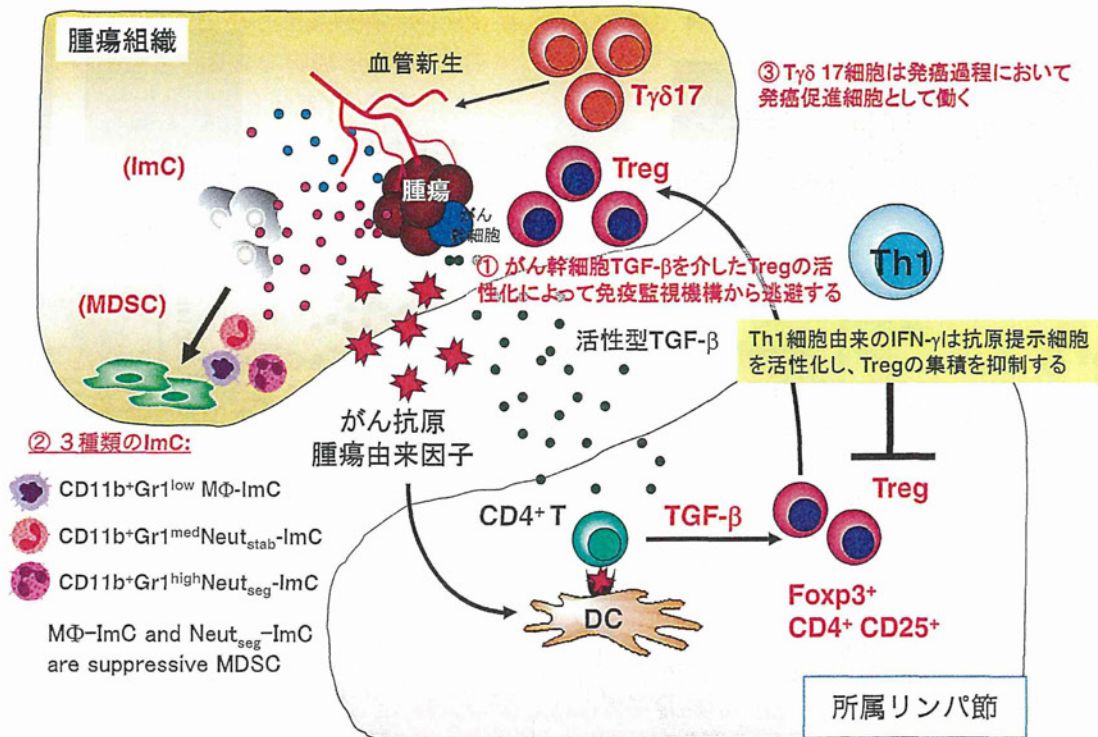 腫瘍組織
血管新生
Tγδ17
③ Tγδ 17細胞は発癌過程において
発癌促進細胞として働く
(ImC)
腫瘍
がん
幹細胞
Treg
Th1
① がん幹細胞TGF-βを介したTregの活
性化によって免疫監視機構から逃避する
(MDSC)
活性型TGF-β
Th1細胞由来のIFN-γは抗原提示細胞
を活性化し、Tregの集積を抑制する
がん抗原
腫瘍由来因子
② 3種類のImC:
CD11b⁺Gr1ˡᵒʷ MΦ-ImC
CD11b⁺Gr1ᵐᵉᵈNeutstab-ImC
CD11b⁺Gr1ʰⁱᵍʰNeutseg-ImC
MΦ-ImC and Neutseg-ImC
are suppressive MDSC
CD4⁺ T
TGF-β
Treg
DC
Foxp3⁺
CD4⁺ CD25⁺
所属リンパ節